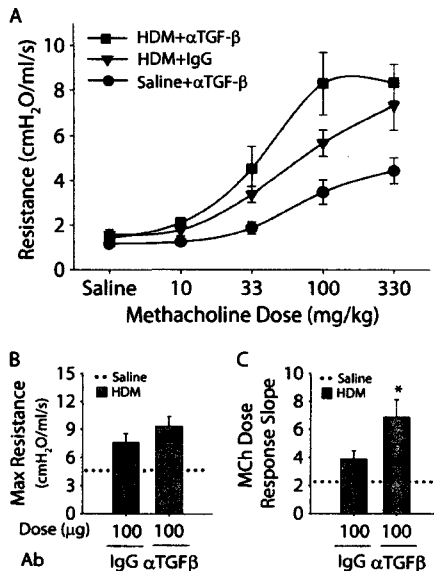 A
HDM+αTGF-β
HDM+IgG
Saline+αTGF-β
Resistance (cmH2O/ml/s)
10
8
6
4
2
0
Saline 10 33 100 330
Methacholine Dose (mg/kg)
B
Saline
HDM
Max Resistance
(cmH2O/ml/s)
15
12
9
6
3
0
Dose (μg) 100 100
Ab IgG αTGFβ
C
Saline
HDM
*
MCh Dose
Response Slope
10
8
6
4
2
0
100 100
IgG αTGFβ